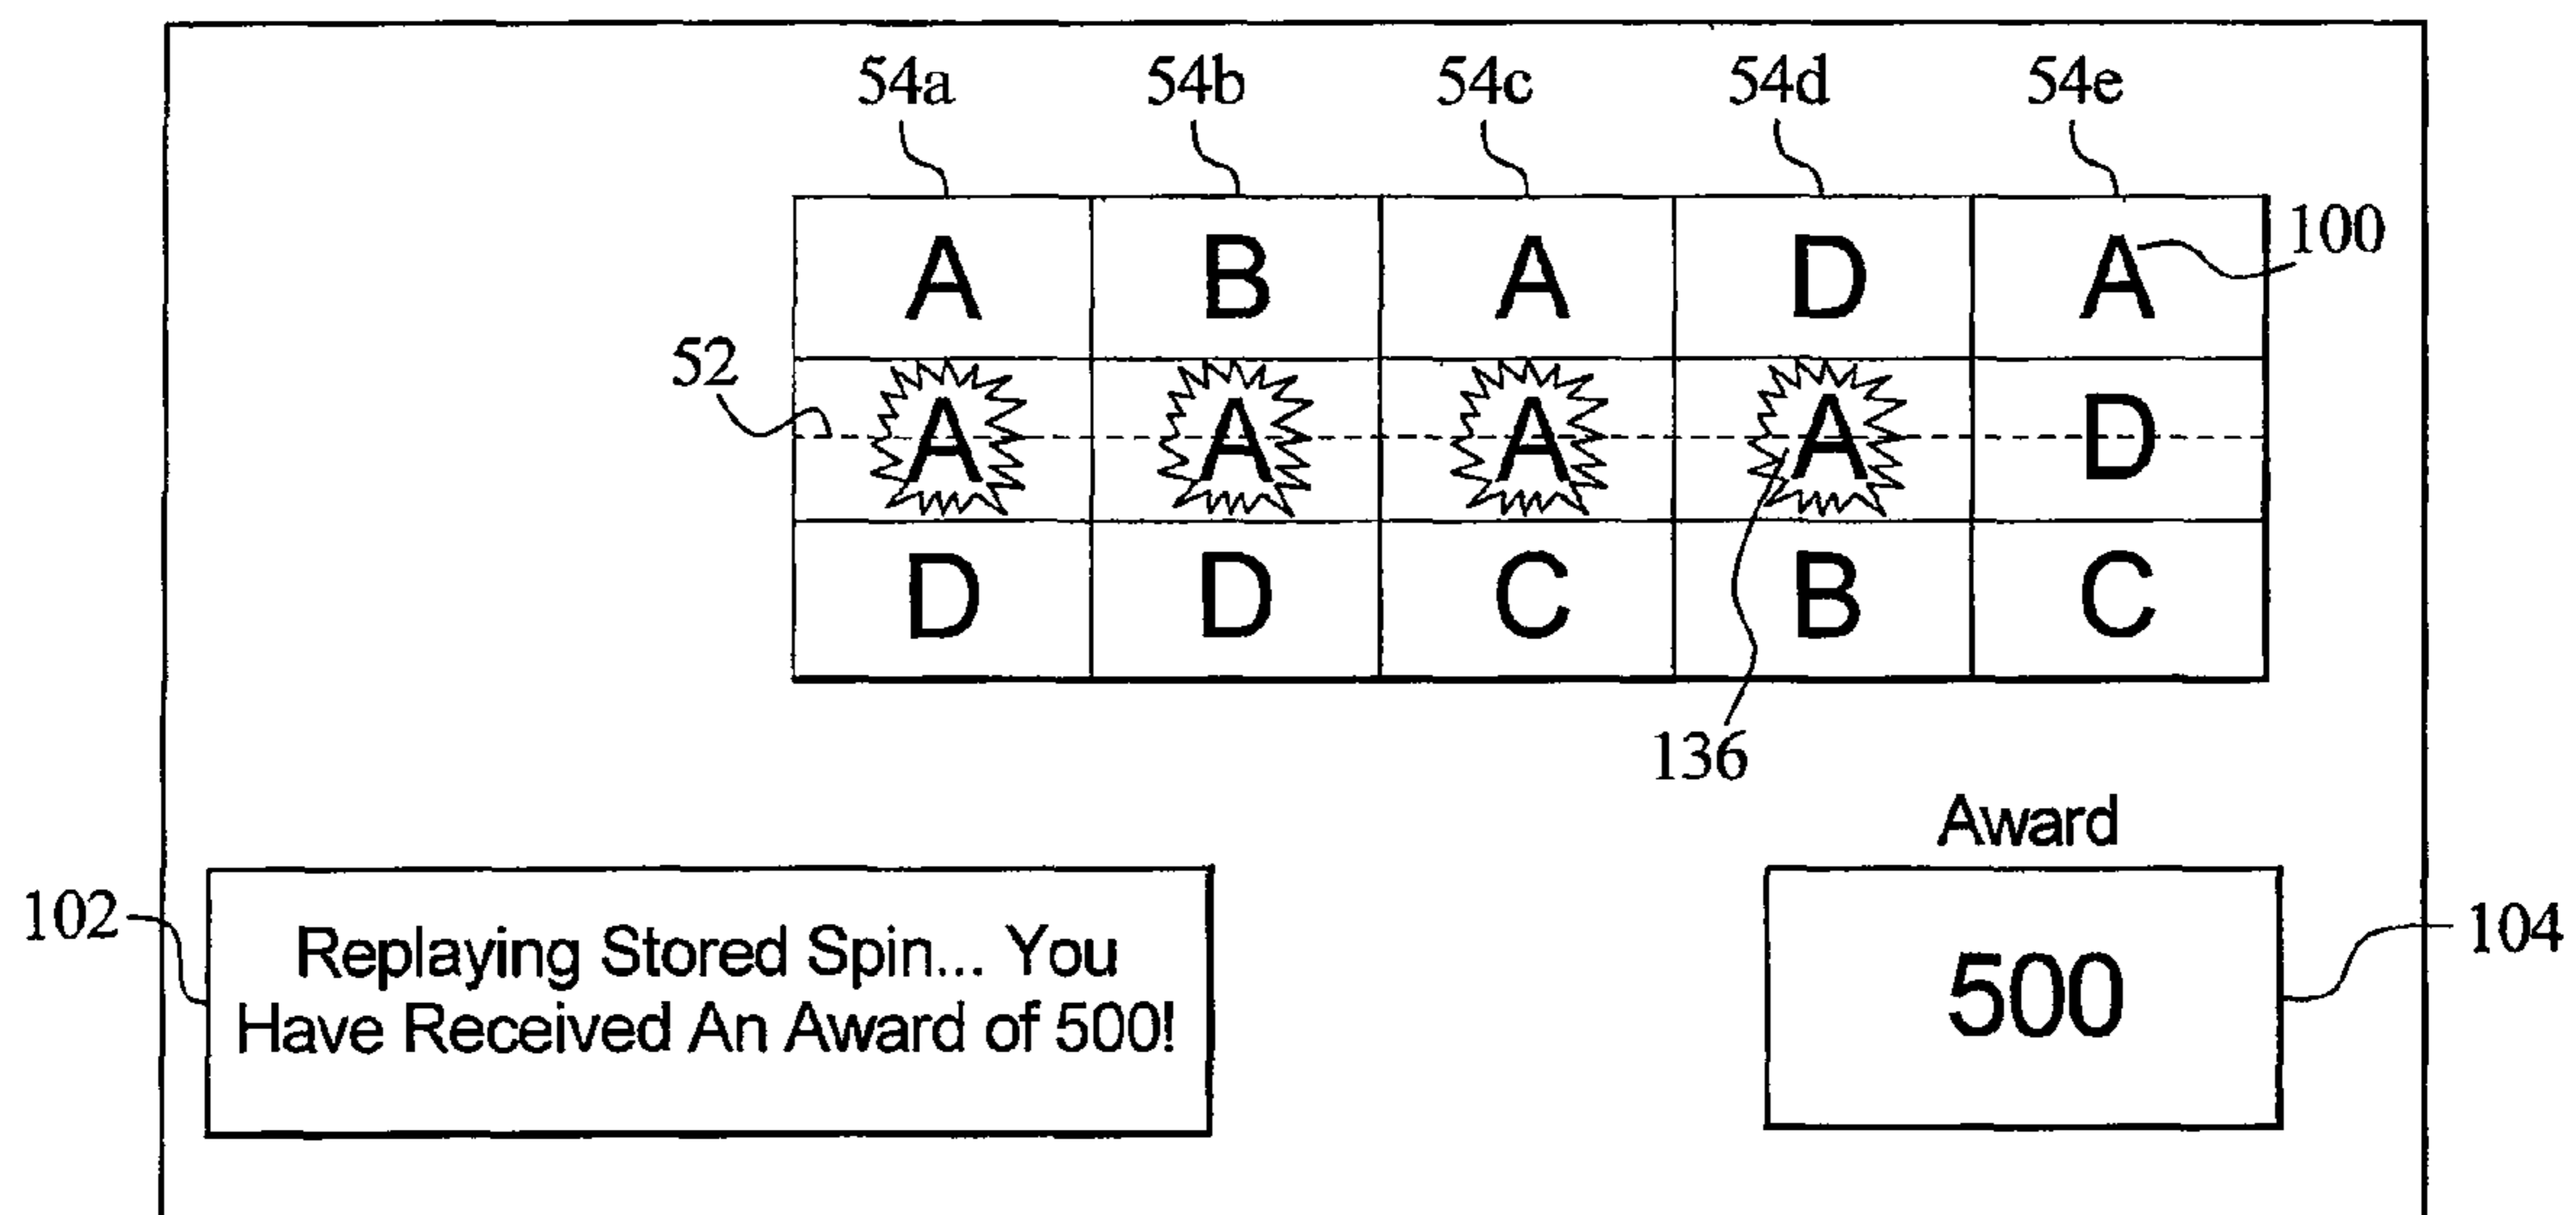 54a 54b 54c 54d 54e
A B A D A 100
52
A A A A D
D D C B C
136
Award
102 Replaying Stored Spin... You
Have Received An Award of 500!
500 104